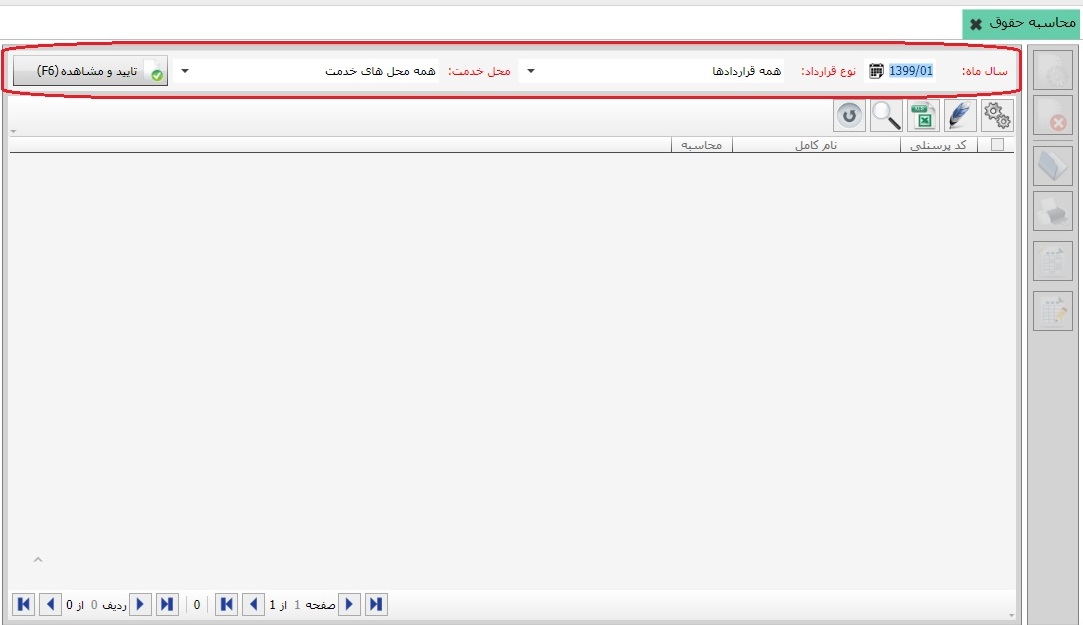 محاسبه حقوق
سال ماه: 1399/01 نوع قرارداد: همه قراردادها محل خدمت: همه محل های خدمت تایید و مشاهده (F6)
کد پرسنلی نام کامل محاسبه
صفحه 1 از 1 0 ردیف 0 از 0